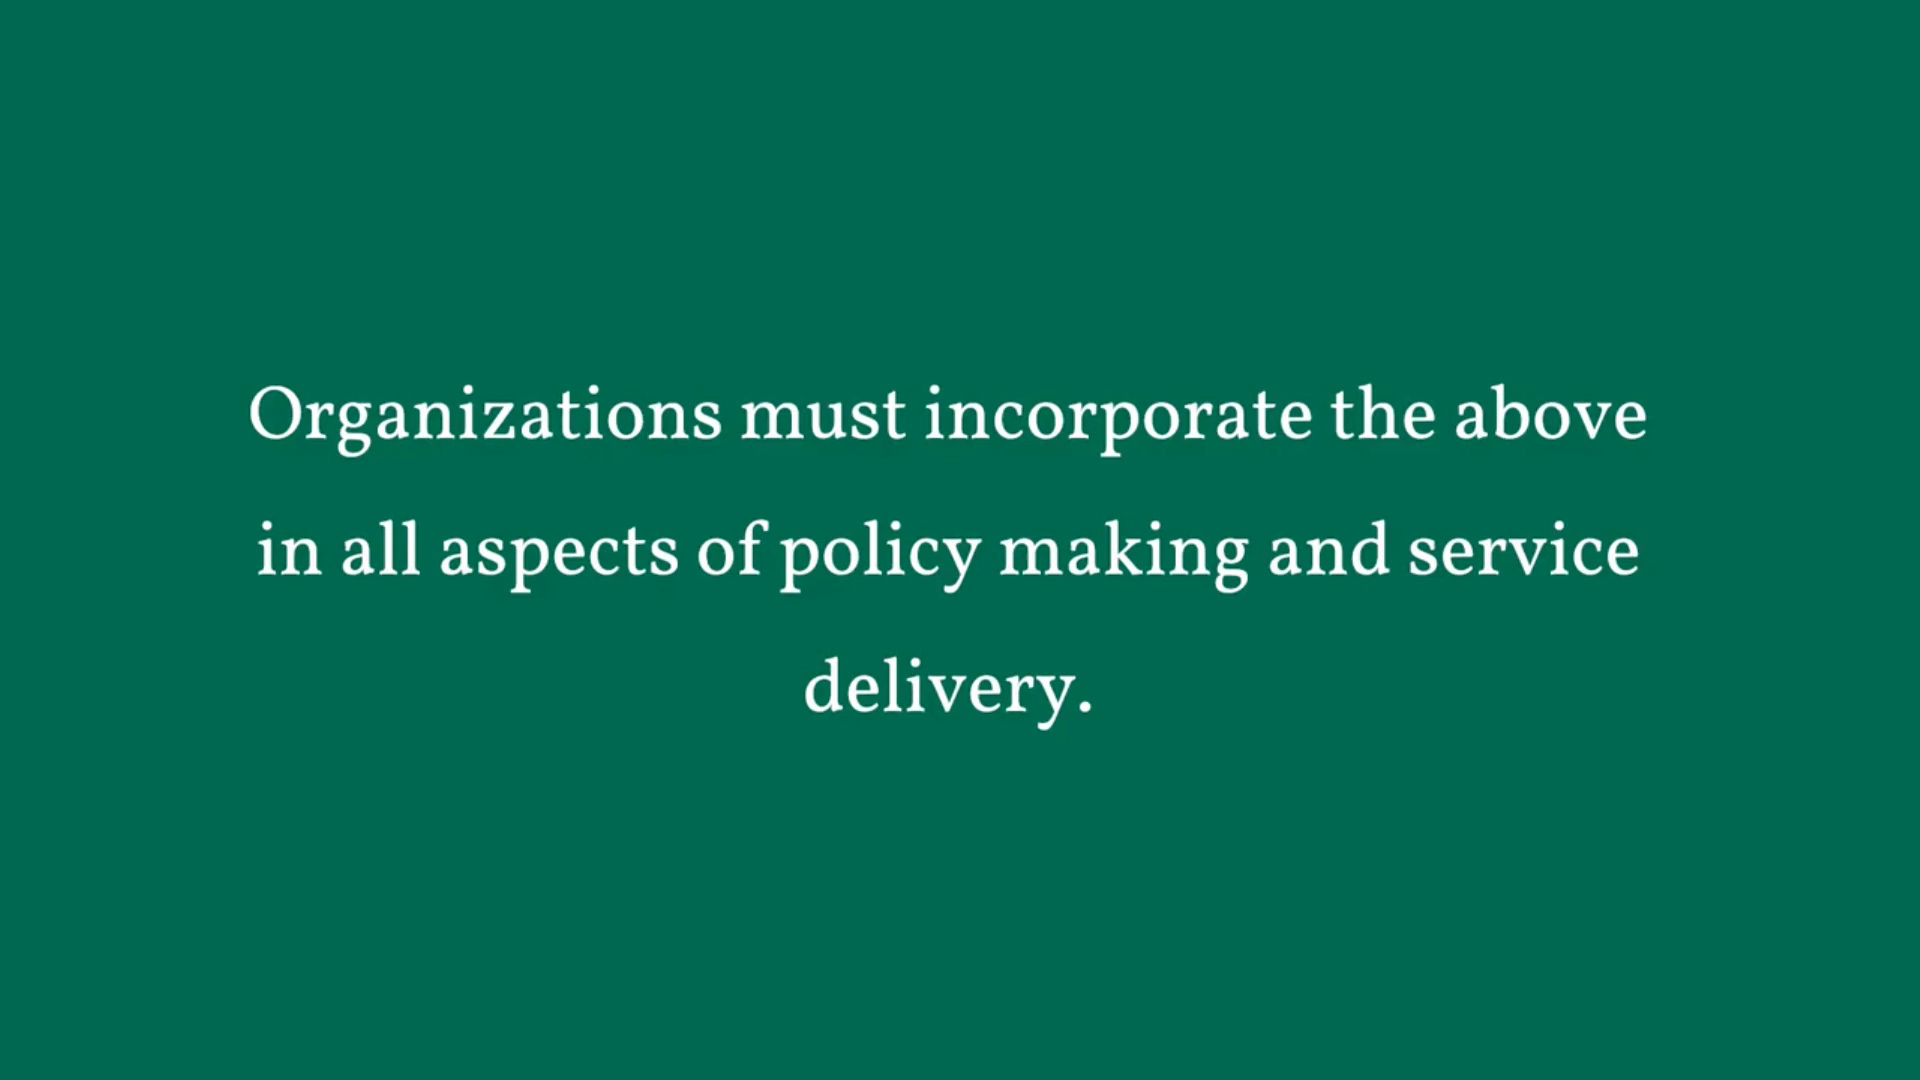 Organizations must incorporate the above
in all aspects of policy making and service
delivery.